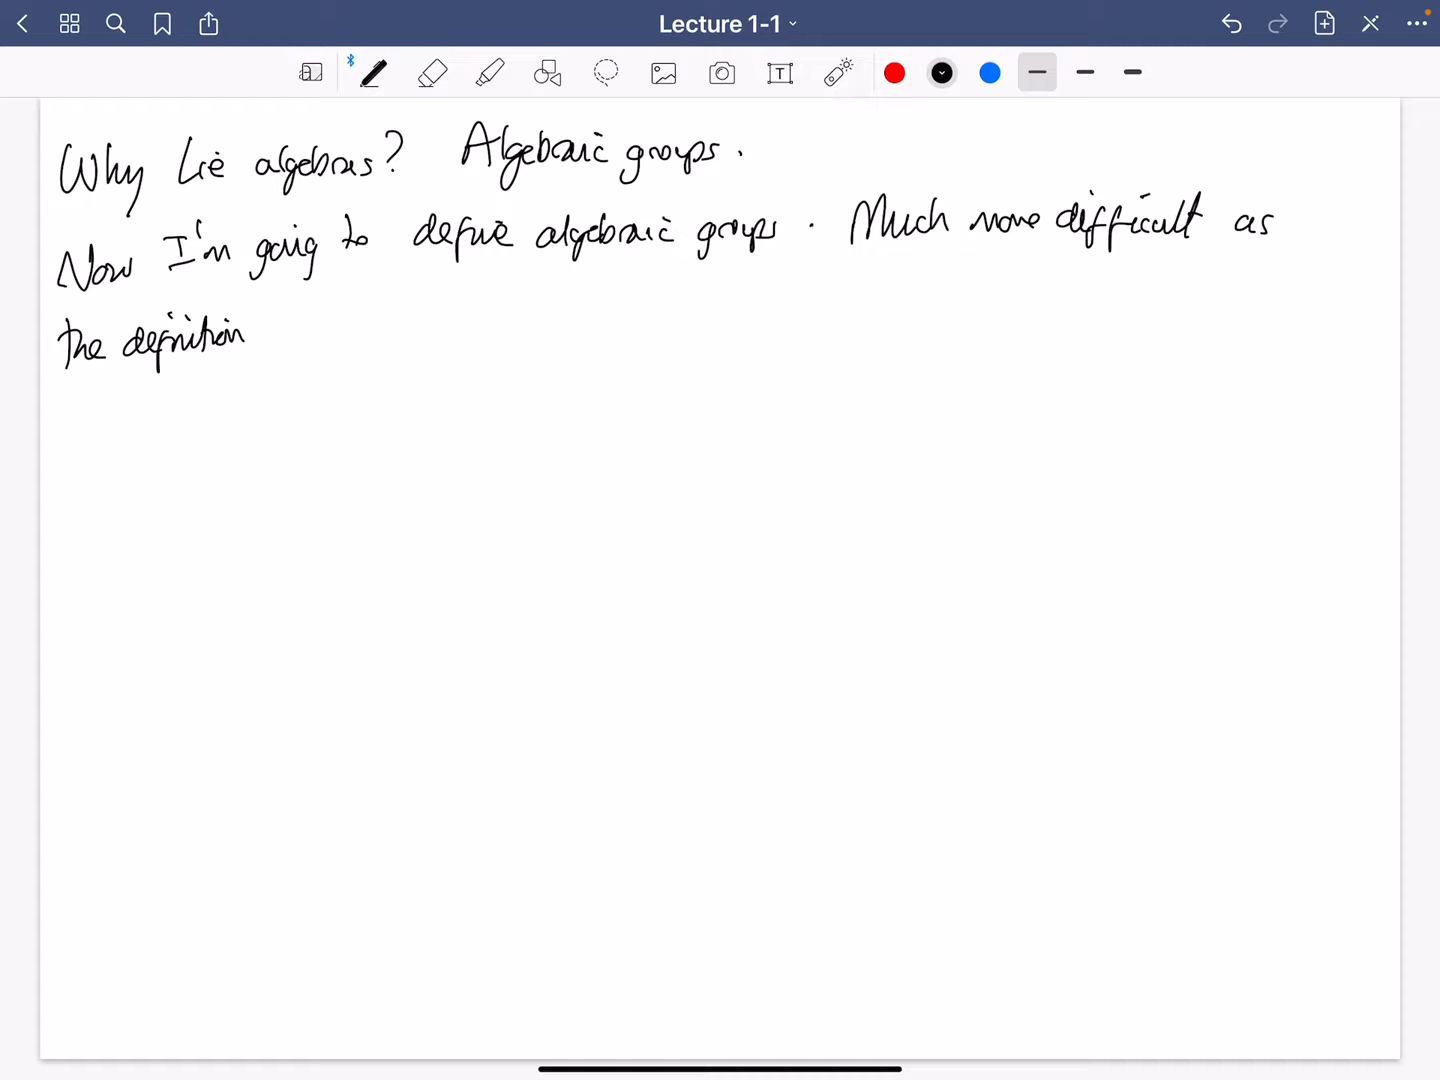 Lecture 1-1
T
Why Lie algebras? Algebraic groups.
Now I'm going to define algebraic groups. Much more difficult as
the definition